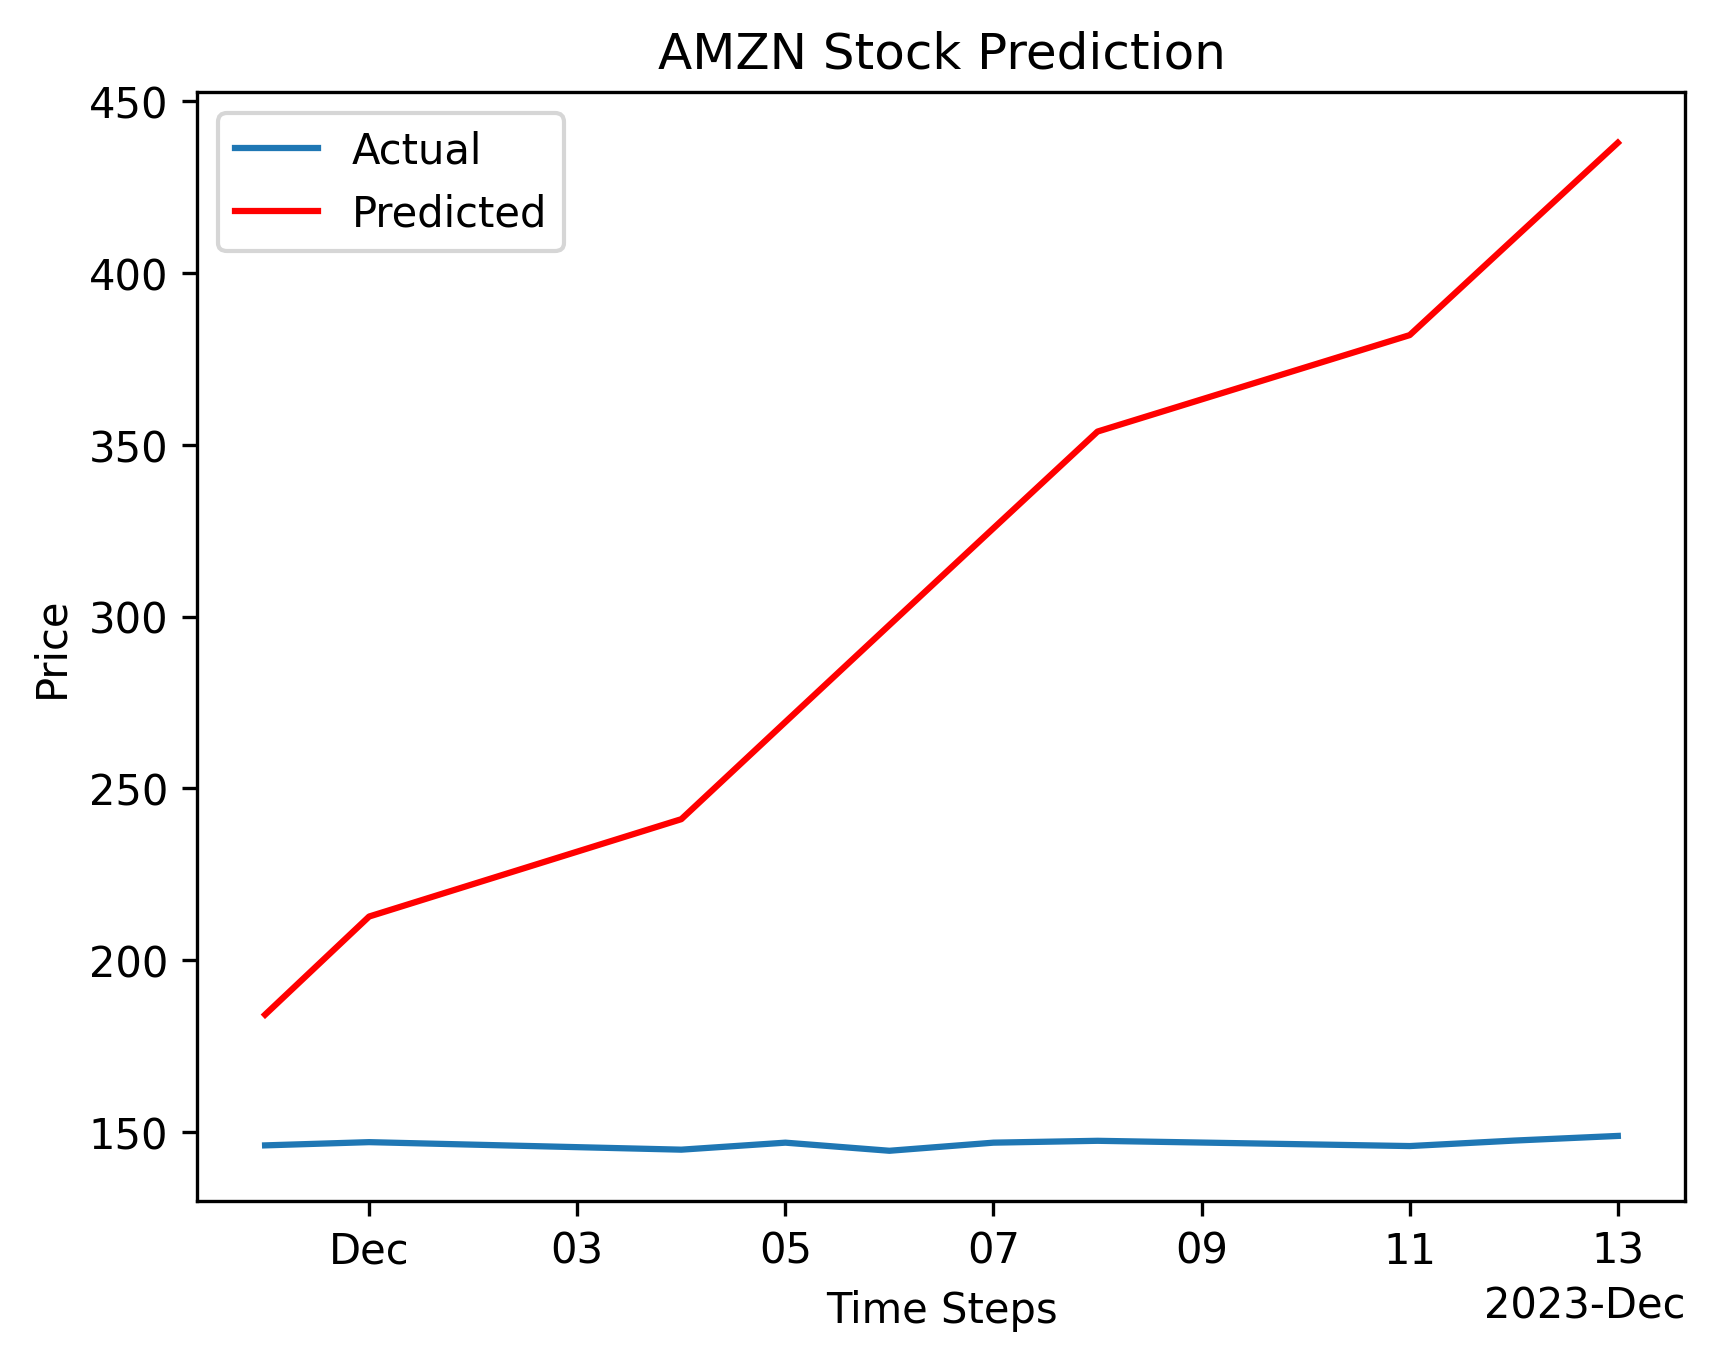 AMZN Stock Prediction
Actual
Predicted
450
400
350
300
250
200
150
Price
Dec 03 05 07 09 11 13
2023-Dec
Time Steps